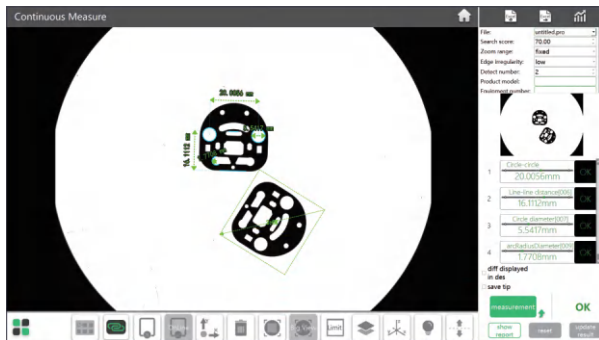 Continuous Measure
File: untitled.pro
Search score: 70.00
Zoom range: fixed
Edge irregularity: low
Detect number: 2
Product model:
Equipment number:
20.0056 mm
16.1112 mm
1 Circle-circle 20.0056mm OK
2 Line-line distance[006] 16.1112mm OK
3 Circle diameter[007] 5.5417mm OK
4 arcRadiusDiameter[009] 1.7708mm OK
diff displayed
in des
save tip
measurement
OK
Limit
show report
reset
update result